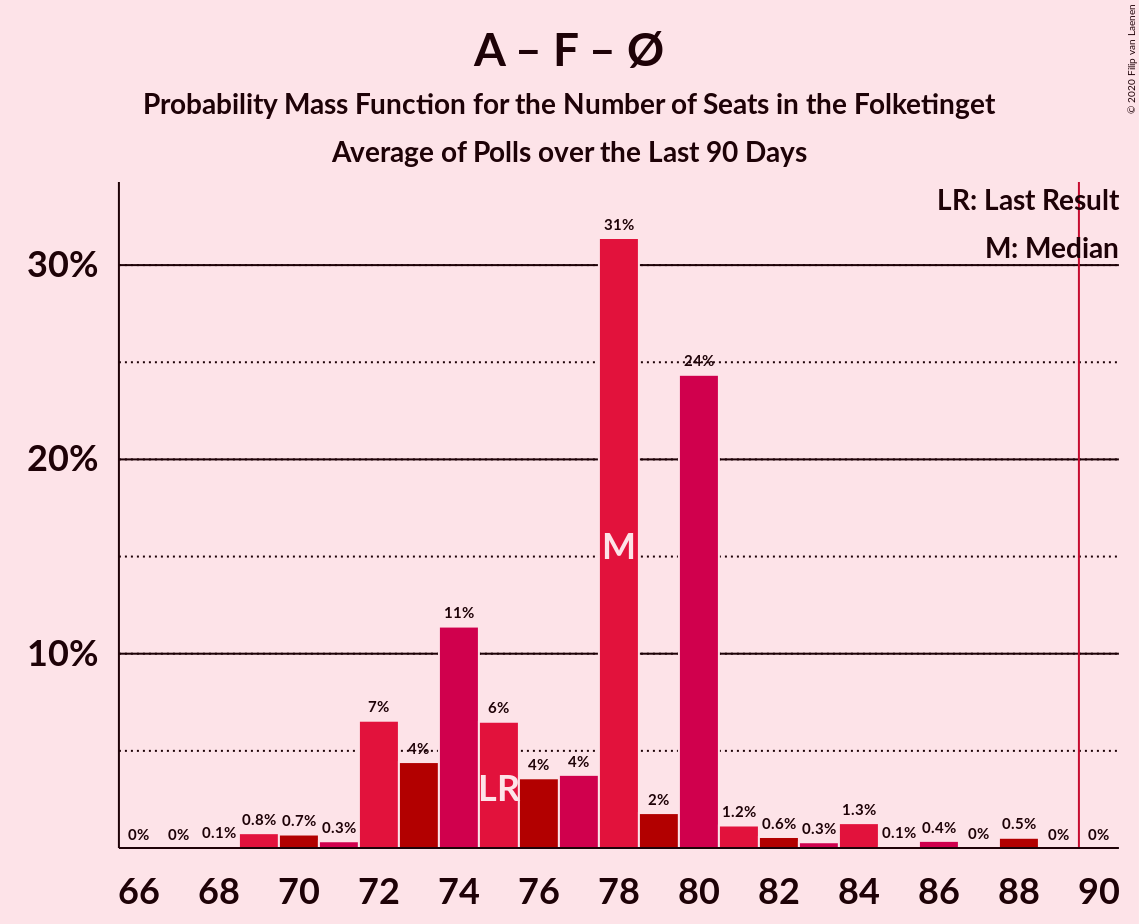 A – F – Ø
Probability Mass Function for the Number of Seats in the Folketinget
Average of Polls over the Last 90 Days
© 2020 Filip van Laenen
LR: Last Result
M: Median
30%
20%
10%
0% 0% 0.1% 0.8% 0.7% 0.3% 7% 4% 11% 6% 4% 4% 31% 2% 24% 1.2% 0.6% 0.3% 1.3% 0.1% 0.4% 0% 0.5% 0% 0%
M
LR
66 68 70 72 74 76 78 80 82 84 86 88 90